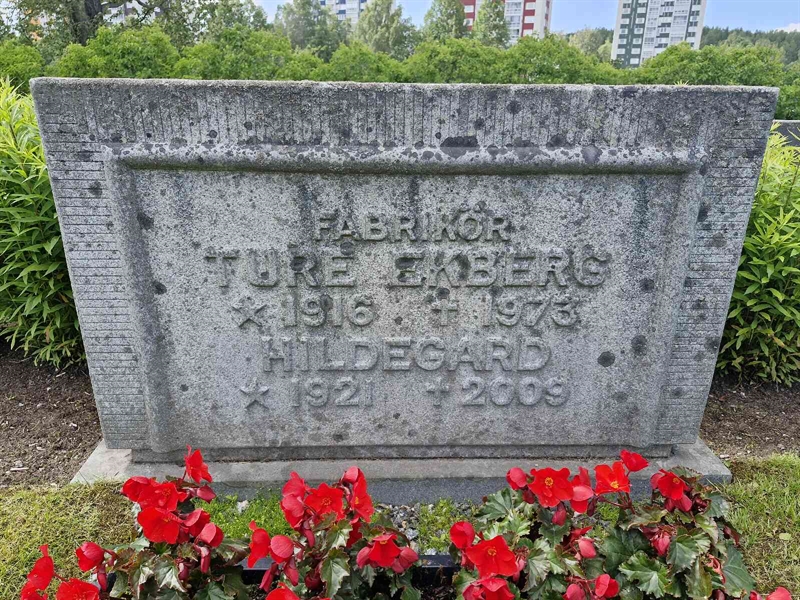 FABRIKÖR
TURE EKBERG
* 1916 † 1973
HILDEGARD
* 1921 † 2009